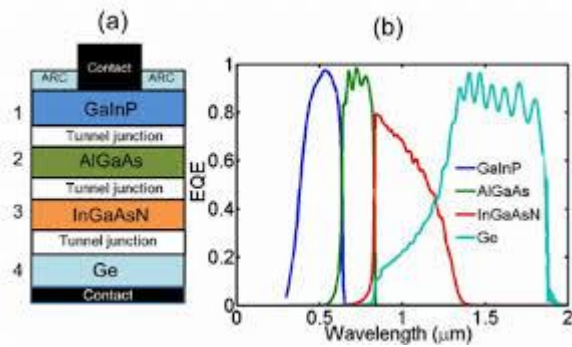 (a)
Contact
ARC
ARC
1
GaInP
Tunnel junction
2
AlGaAs
Tunnel junction
3
InGaAsN
Tunnel junction
4
Ge
Contact
(b)
EQE
1
0.8
0.6
0.4
0.2
0
GaInP
AlGaAs
InGaAsN
Ge
0
0.5
1
1.5
2
Wavelength (μm)